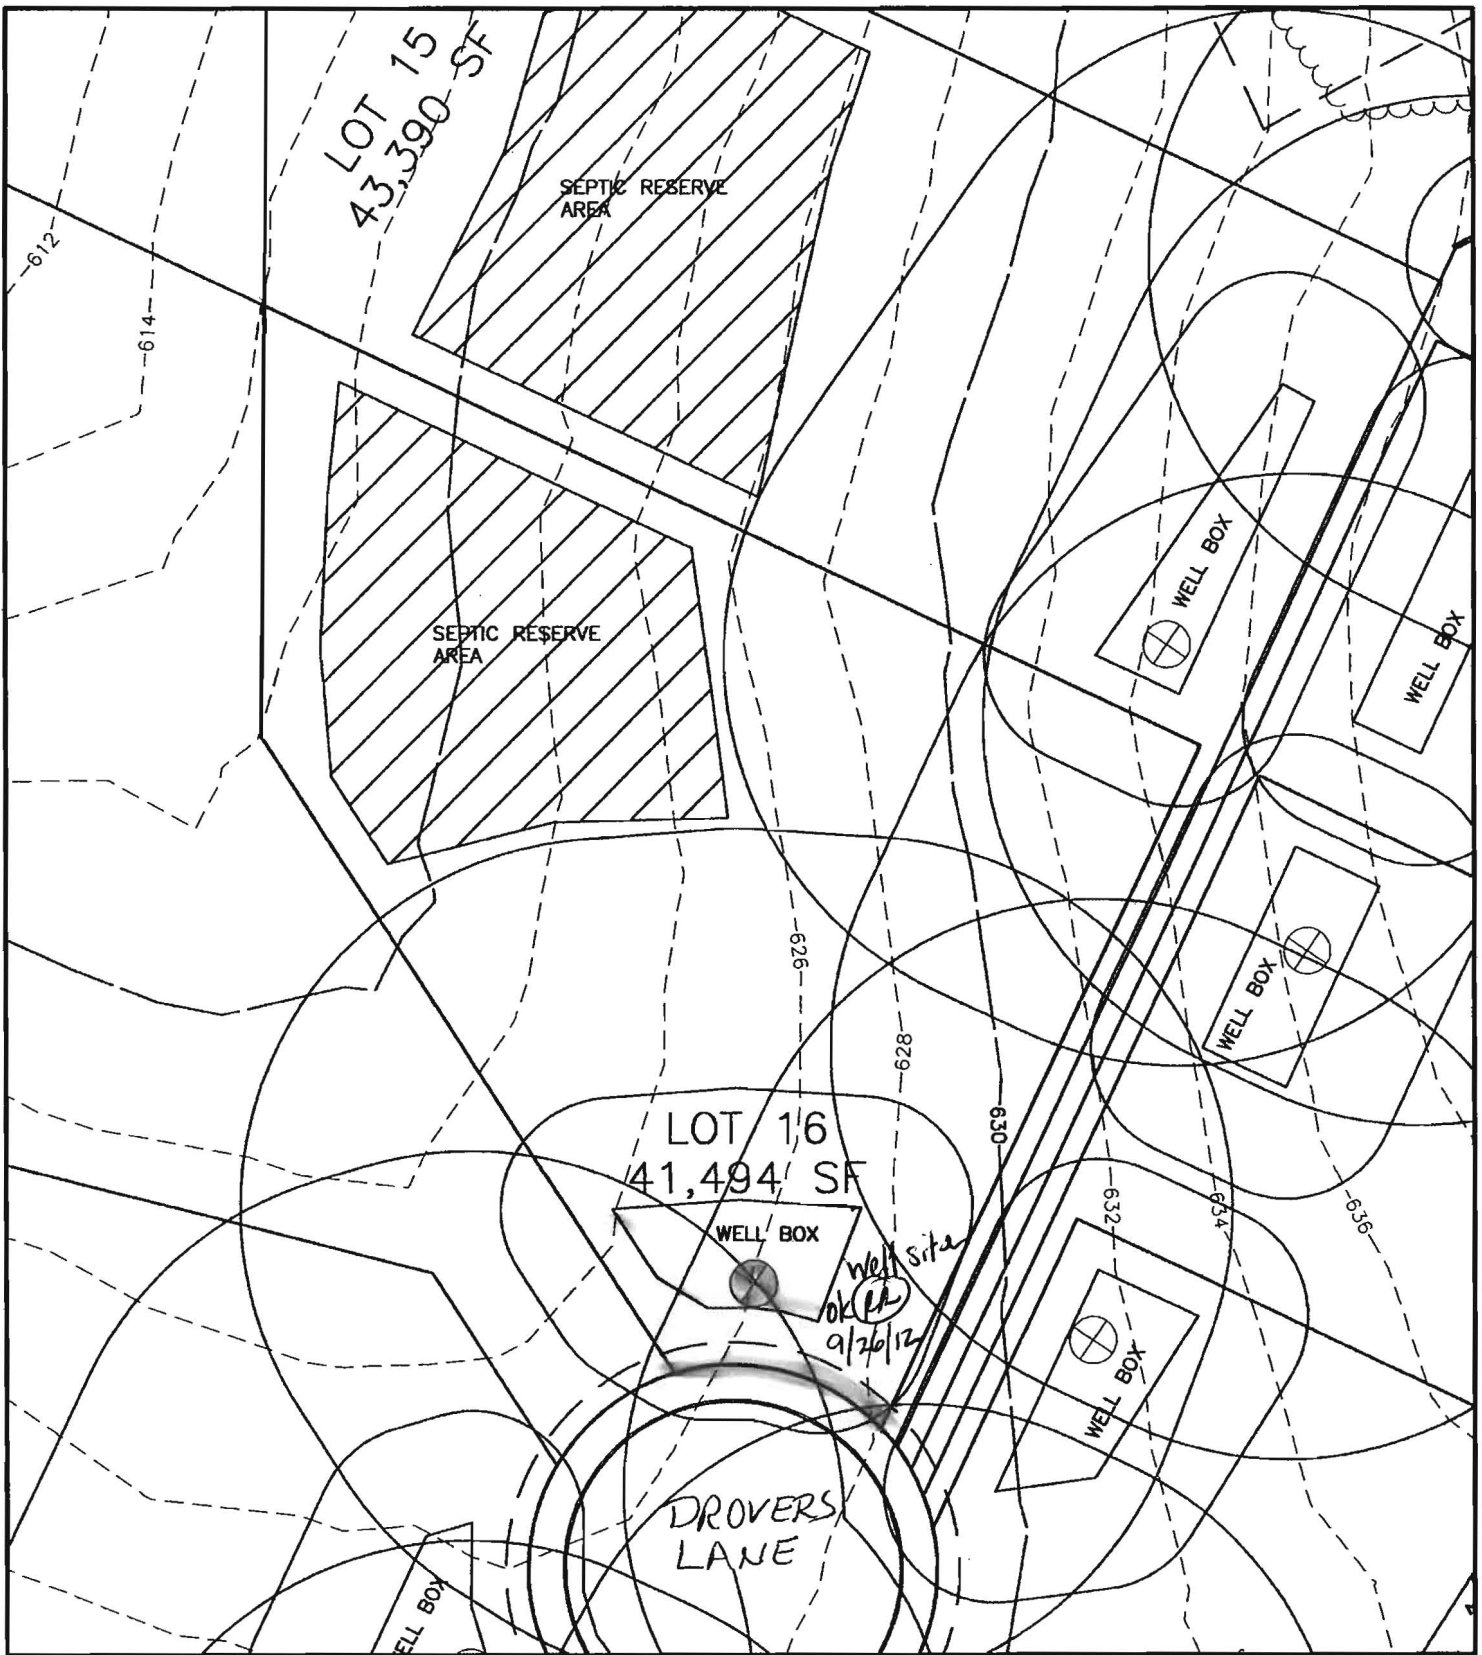 LOT 15
43,390 SF
SEPTIC RESERVE
AREA
612
614
SEPTIC RESERVE
AREA
WELL BOX
WELL BOX
626
628
630
WELL BOX
LOT 16
41,494 SF
WELL BOX
632
634
636
Well site
ok RR
9/26/12
WELL BOX
DROVERS
LANE
ELL BOX